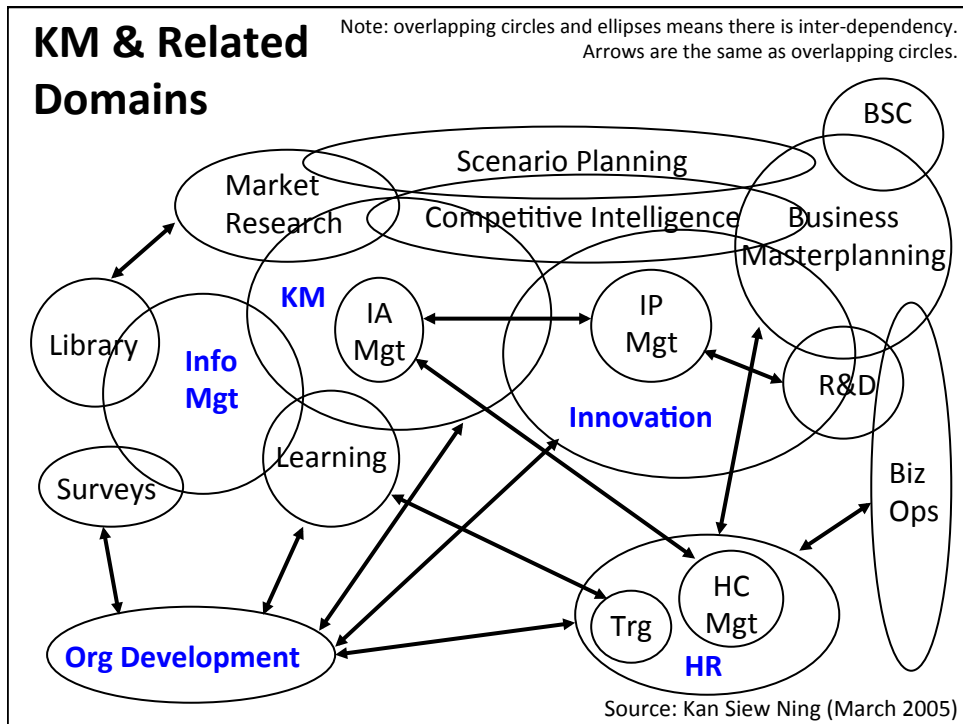 KM & Related
Domains
Note: overlapping circles and ellipses means there is inter-dependency.
Arrows are the same as overlapping circles.
BSC
Scenario Planning
Market
Research
Competitive Intelligence
Business
Masterplanning
KM
IA
Mgt
IP
Mgt
Library
Info
Mgt
R&D
Innovation
Learning
Surveys
Biz
Ops
HC
Mgt
Trg
Org Development
HR
Source: Kan Siew Ning (March 2005)